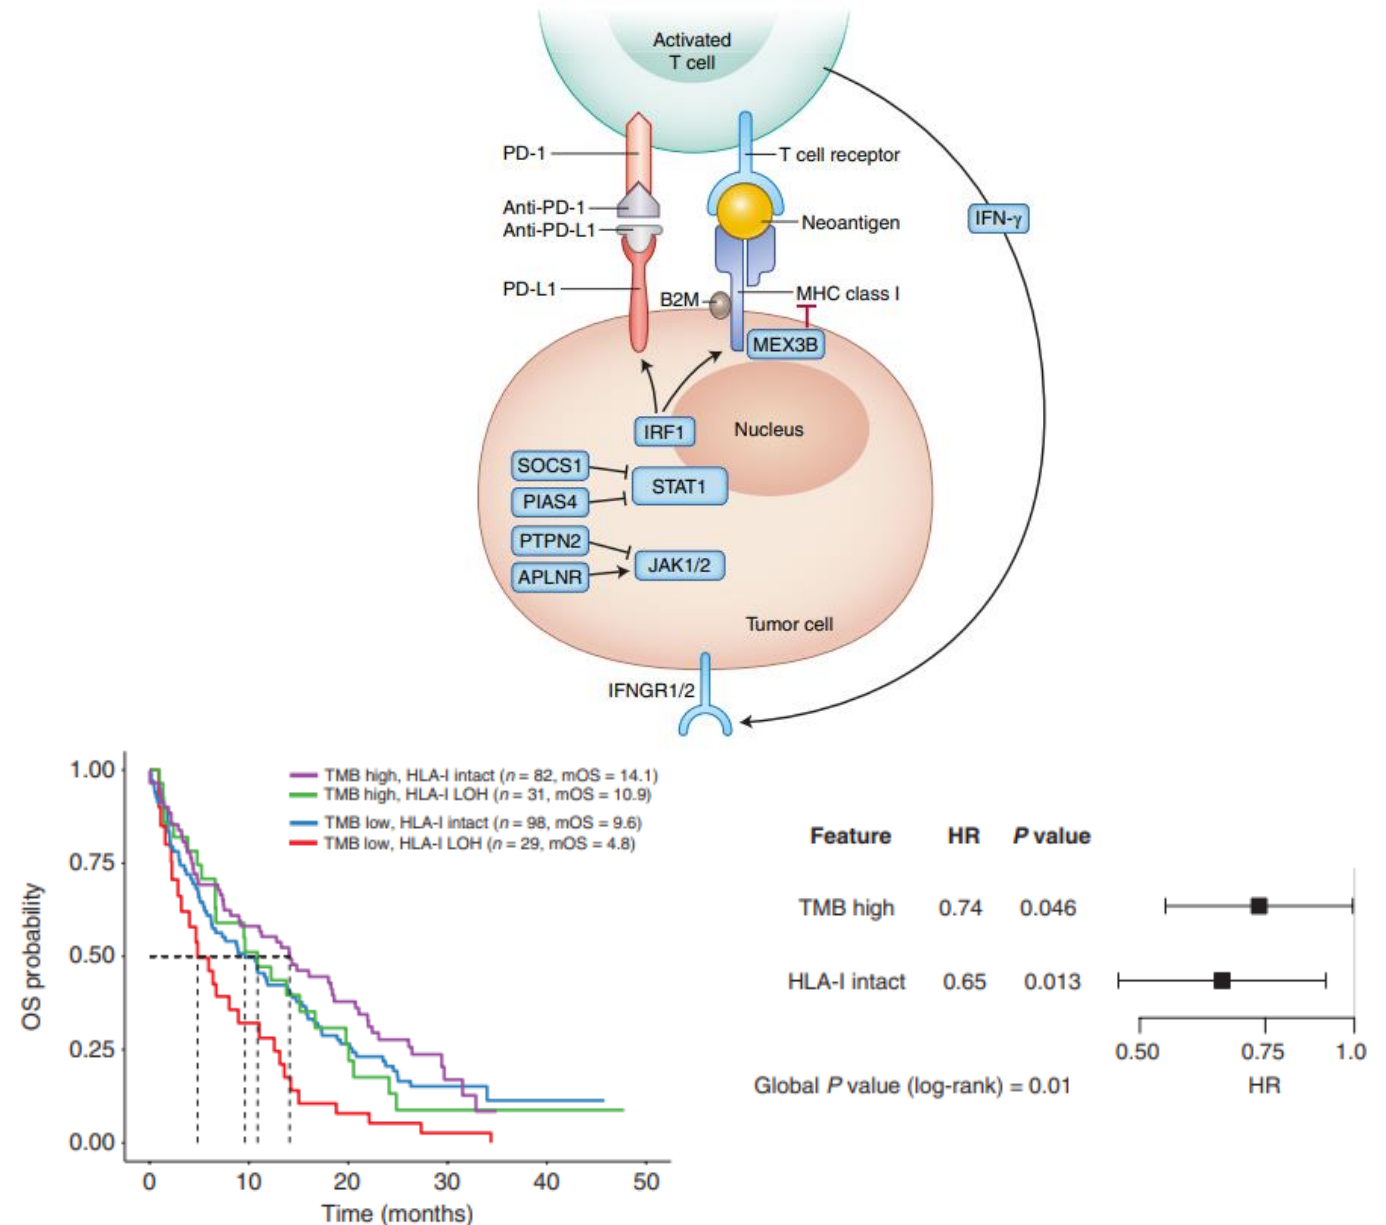 Activated
T cell
PD-1
T cell receptor
Anti-PD-1
Anti-PD-L1
Neoantigen
IFN-γ
PD-L1
B2M
MHC class I
MEX3B
IRF1
Nucleus
SOCS1
STAT1
PIAS4
PTPN2
JAK1/2
APLNR
Tumor cell
IFNGR1/2
TMB high, HLA-I intact (n = 82, mOS = 14.1)
TMB high, HLA-I LOH (n = 31, mOS = 10.9)
TMB low, HLA-I intact (n = 98, mOS = 9.6)
TMB low, HLA-I LOH (n = 29, mOS = 4.8)
OS probability
1.00
0.75
0.50
0.25
0.00
0 10 20 30 40 50
Time (months)
Feature HR P value
TMB high 0.74 0.046
HLA-I intact 0.65 0.013
0.50 0.75 1.0
Global P value (log-rank) = 0.01
HR